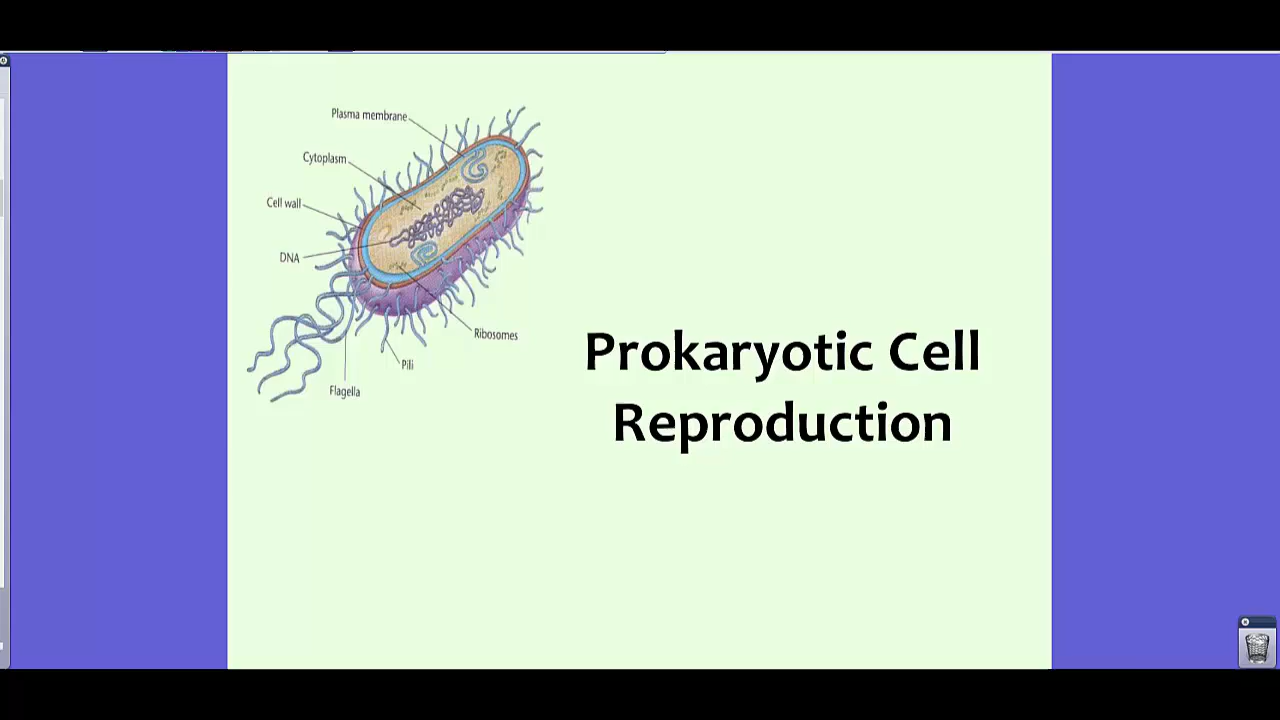 Plasma membrane
Cytoplasm
Cell wall
DNA
Ribosomes
Pili
Flagella
Prokaryotic Cell
Reproduction